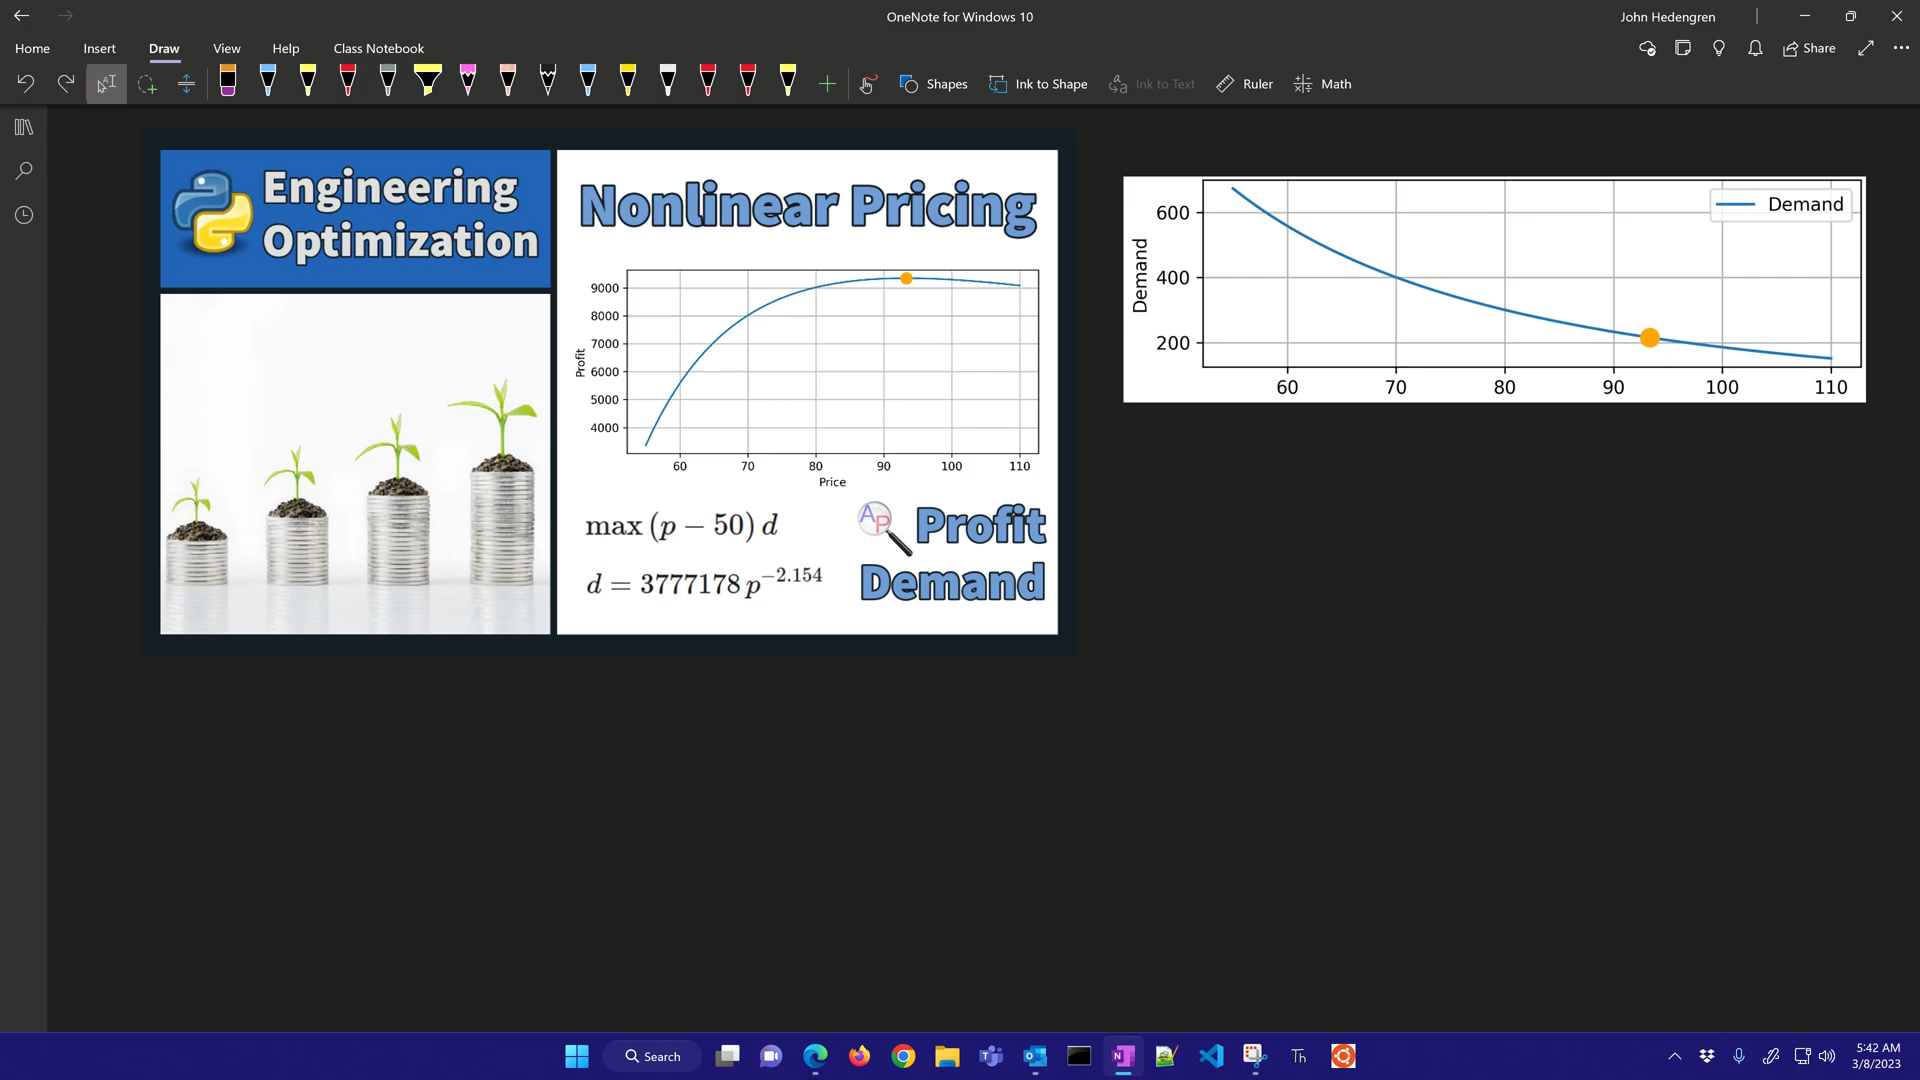 OneNote for Windows 10
John Hedengren
Home Insert Draw View Help Class Notebook
Share
Shapes Ink to Shape Ink to Text Ruler Math
Engineering
Optimization
Nonlinear Pricing
Profit
9000
8000
7000
6000
5000
4000
60 70 80 90 100 110
Price
max (p − 50) d
AP Profit
d = 3777178 p^−2.154
Demand
Demand
600
400
200
Demand
60 70 80 90 100 110
Search
N
Th
5:42 AM
3/8/2023